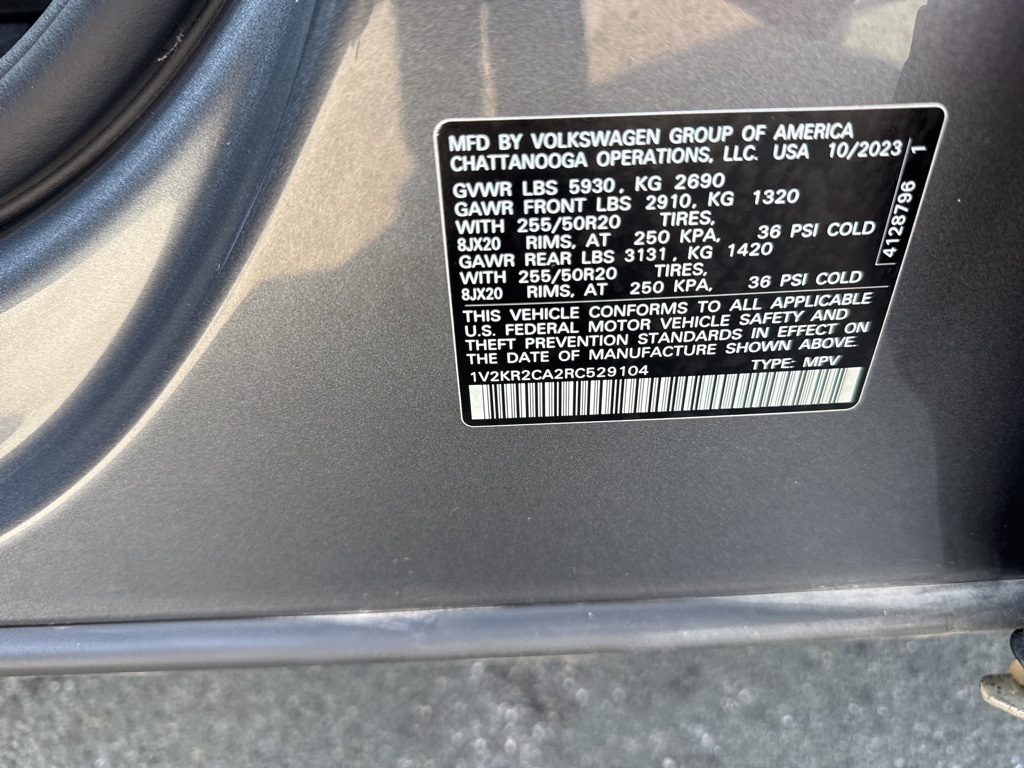 MFD BY VOLKSWAGEN GROUP OF AMERICA
CHATTANOOGA OPERATIONS, LLC. USA 10/2023
GVWR LBS 5930, KG 2690
GAWR FRONT LBS 2910, KG 1320
WITH 255/50R20 TIRES,
8JX20 RIMS, AT 250 KPA, 36 PSI COLD
GAWR REAR LBS 3131, KG 1420
WITH 255/50R20 TIRES,
8JX20 RIMS, AT 250 KPA, 36 PSI COLD
THIS VEHICLE CONFORMS TO ALL APPLICABLE
U.S. FEDERAL MOTOR VEHICLE SAFETY AND
THEFT PREVENTION STANDARDS IN EFFECT ON
THE DATE OF MANUFACTURE SHOWN ABOVE.
1V2KR2CA2RC529104 TYPE: MPV
4128796 1